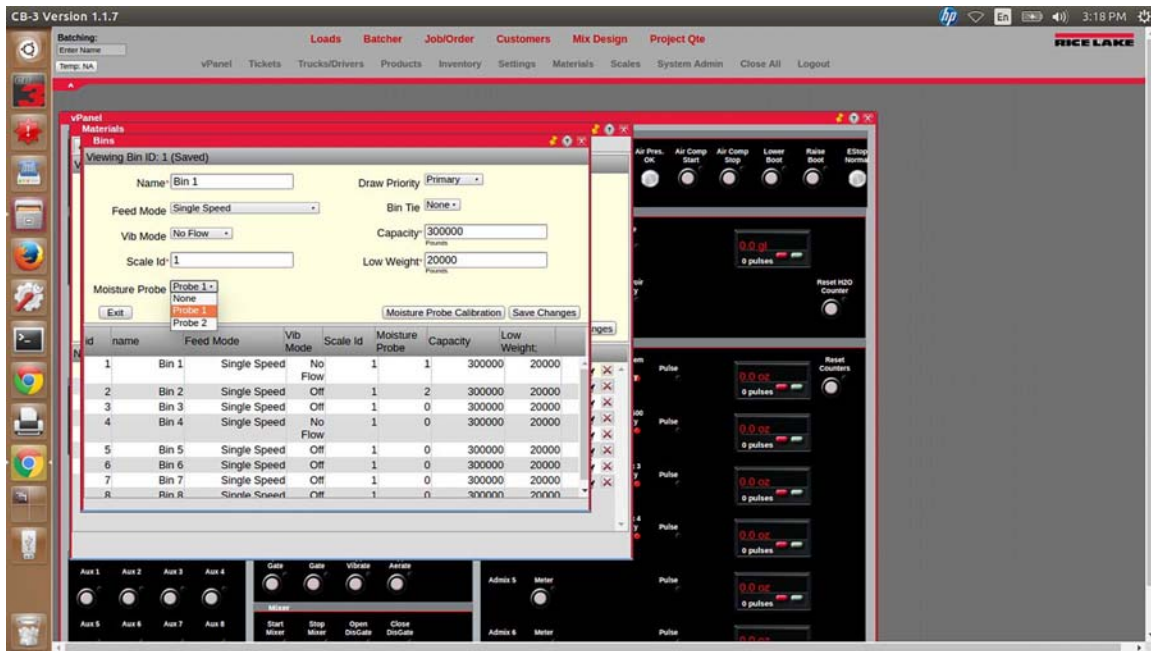 CB-3 Version 1.1.7
En
3:18 PM
Batching:
Enter Name
Temp: NA
Loads Batcher Job/Order Customers Mix Design Project Qte
vPanel Tickets Trucks/Drivers Products Inventory Settings Materials Scales System Admin Close All Logout
RICE LAKE
vPanel
Materials
Bins
Viewing Bin ID: 1 (Saved)
Name* Bin 1
Draw Priority Primary
Feed Mode Single Speed
Bin Tie None
Vib Mode No Flow
Capacity* 300000
Pounds
Scale Id* 1
Low Weight* 20000
Pounds
Moisture Probe Probe 1
None
Probe 1
Probe 2
Exit
Moisture Probe Calibration
Save Changes
id name Feed Mode Vib Mode Scale Id Moisture Probe Capacity Low Weight;
1 Bin 1 Single Speed No Flow 1 1 300000 20000
2 Bin 2 Single Speed Off 1 2 300000 20000
3 Bin 3 Single Speed Off 1 0 300000 20000
4 Bin 4 Single Speed No Flow 1 0 300000 20000
5 Bin 5 Single Speed Off 1 0 300000 20000
6 Bin 6 Single Speed Off 1 0 300000 20000
7 Bin 7 Single Speed Off 1 0 300000 20000
8 Bin 8 Single Speed Off 1 0 300000 20000
Air Pres. OK
Air Comp Start
Air Comp Stop
Lower Boot
Raise Boot
EStop
0.0 gl
0 pulses
Reset H2O Counter
Reset Counters
Pulse
0.0 oz
0 pulses
Pulse
0.0 oz
0 pulses
Pulse
0.0 oz
0 pulses
Pulse
0.0 oz
0 pulses
Admix 5 Meter
Pulse
0.0 oz
0 pulses
Admix 6 Meter
Pulse
Aux 1 Aux 2 Aux 3 Aux 4
Aux 5 Aux 6 Aux 7 Aux 8
Gate Gate Vibrate Aerate
Mixer
Start Mixer
Stop Mixer
Open DisGate
Close DisGate